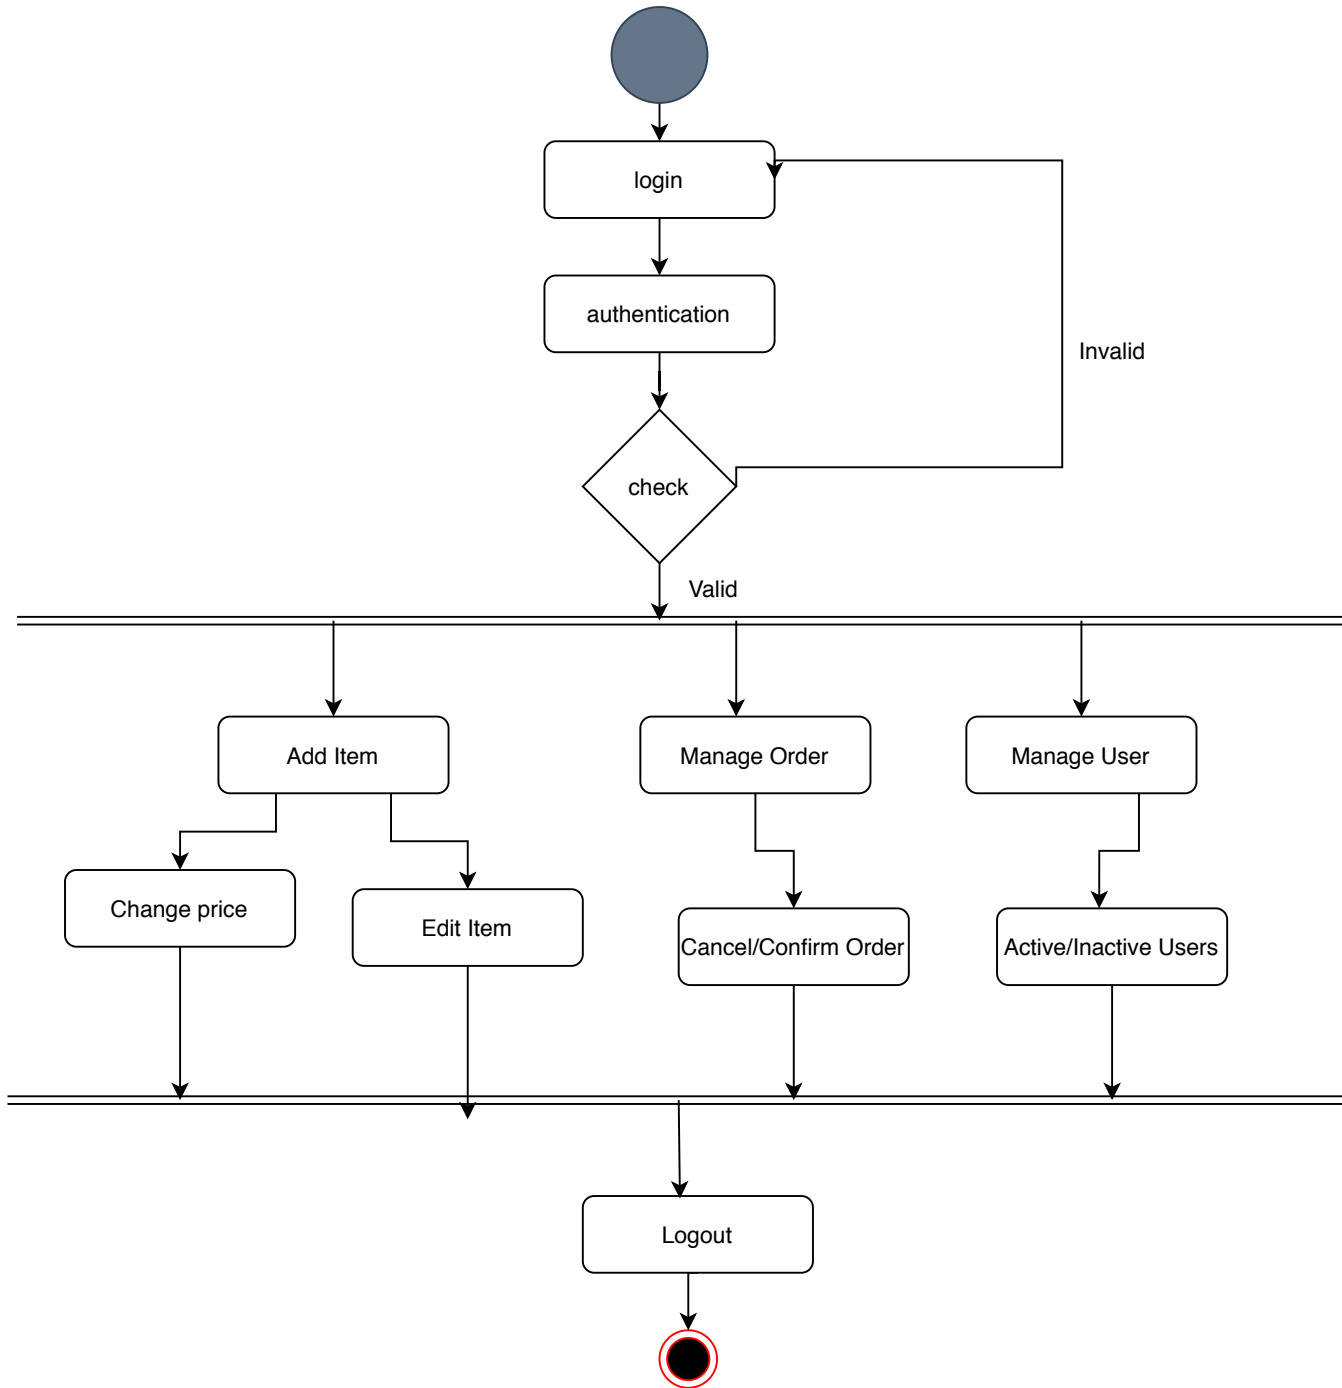 login
authentication
Invalid
check
Valid
Add Item
Manage Order
Manage User
Change price
Edit Item
Cancel/Confirm Order
Active/Inactive Users
Logout